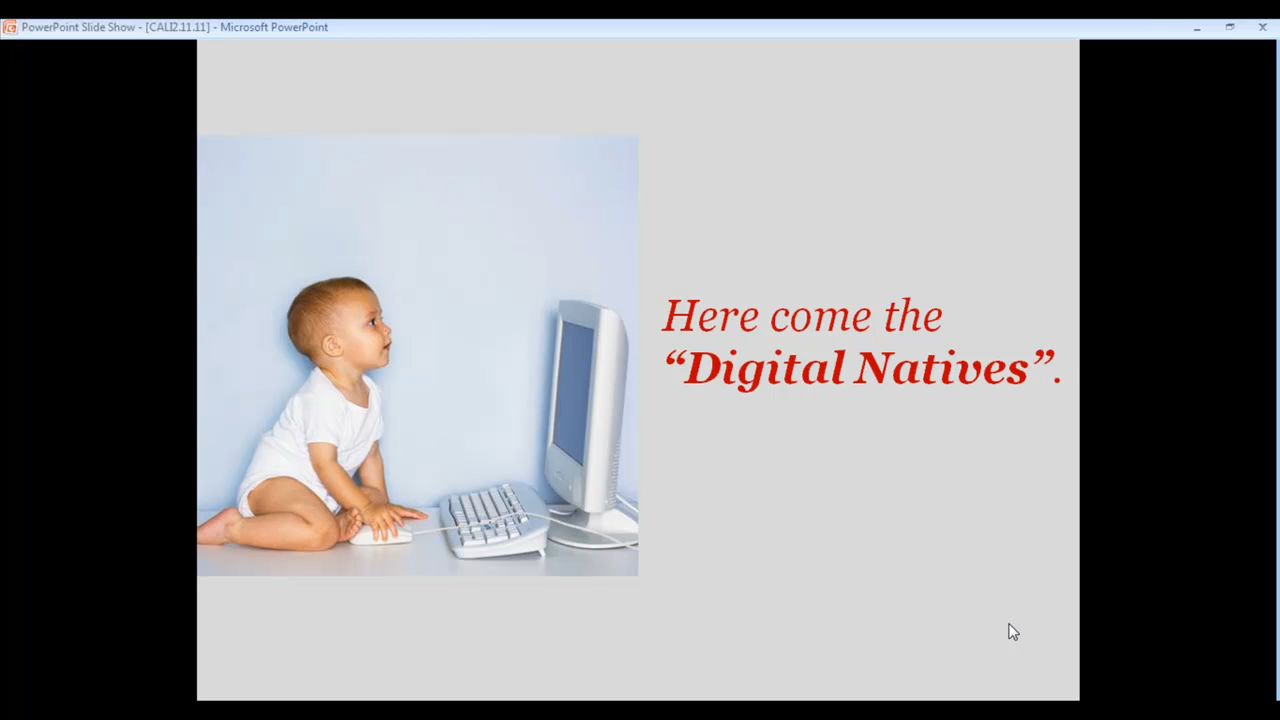 PowerPoint Slide Show - [CALI2.11.11] - Microsoft PowerPoint
Here come the
“Digital Natives”.